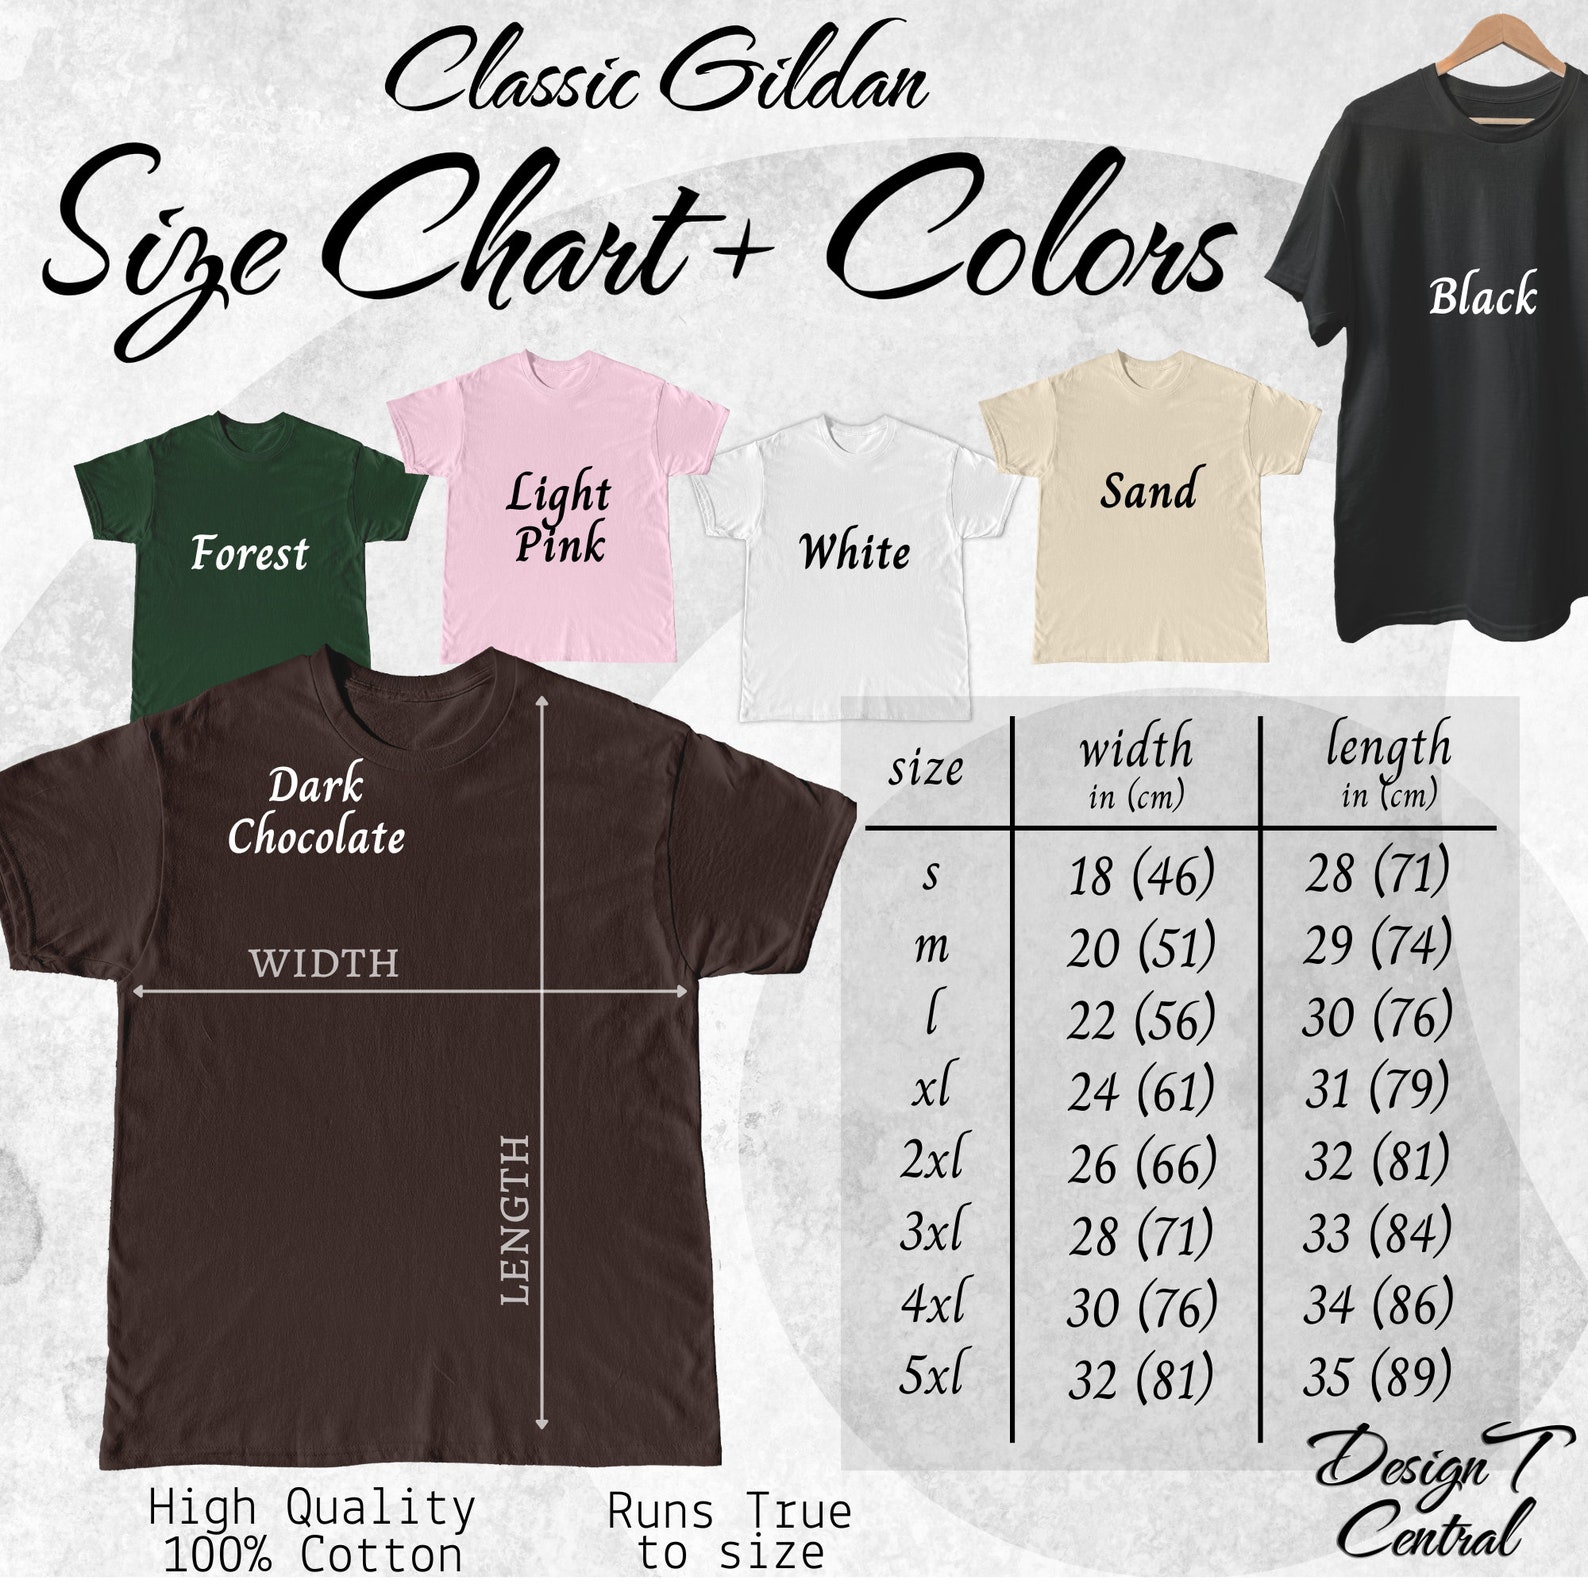 Classic Gildan
Size Chart + Colors
Black
Forest
Light
Pink
White
Sand
Dark
Chocolate
WIDTH
LENGTH
size width length
in (cm) in (cm)
s 18 (46) 28 (71)
m 20 (51) 29 (74)
l 22 (56) 30 (76)
xl 24 (61) 31 (79)
2xl 26 (66) 32 (81)
3xl 28 (71) 33 (84)
4xl 30 (76) 34 (86)
5xl 32 (81) 35 (89)
High Quality
100% Cotton
Runs True
to size
Design T
Central